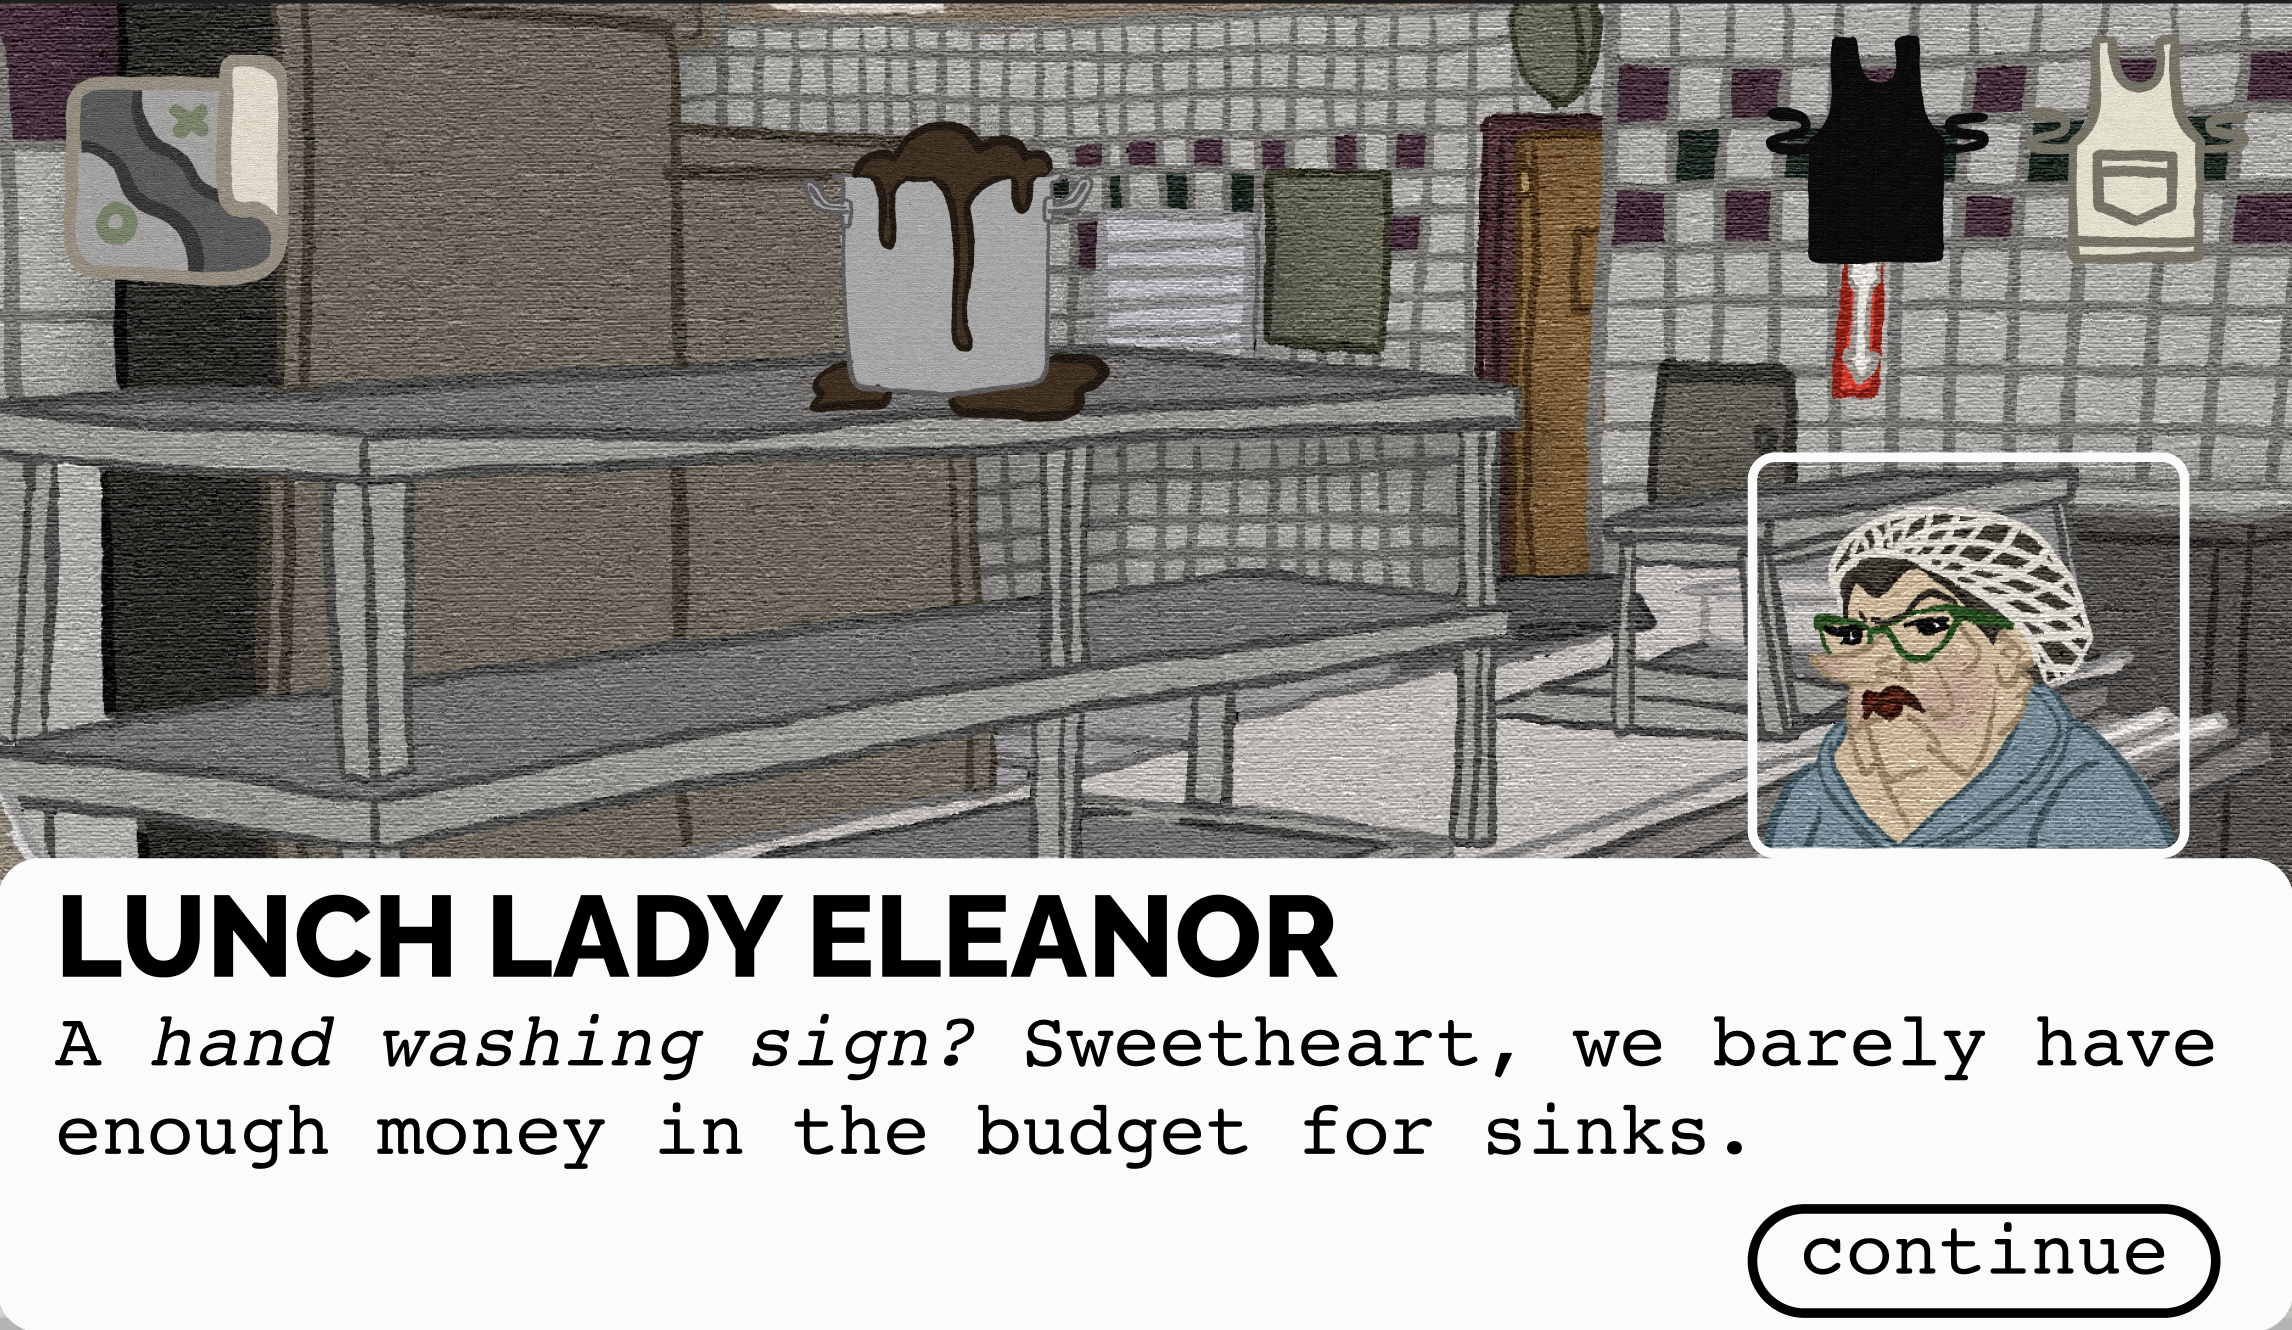 LUNCH LADY ELEANOR
A hand washing sign? Sweetheart, we barely have
enough money in the budget for sinks.
continue